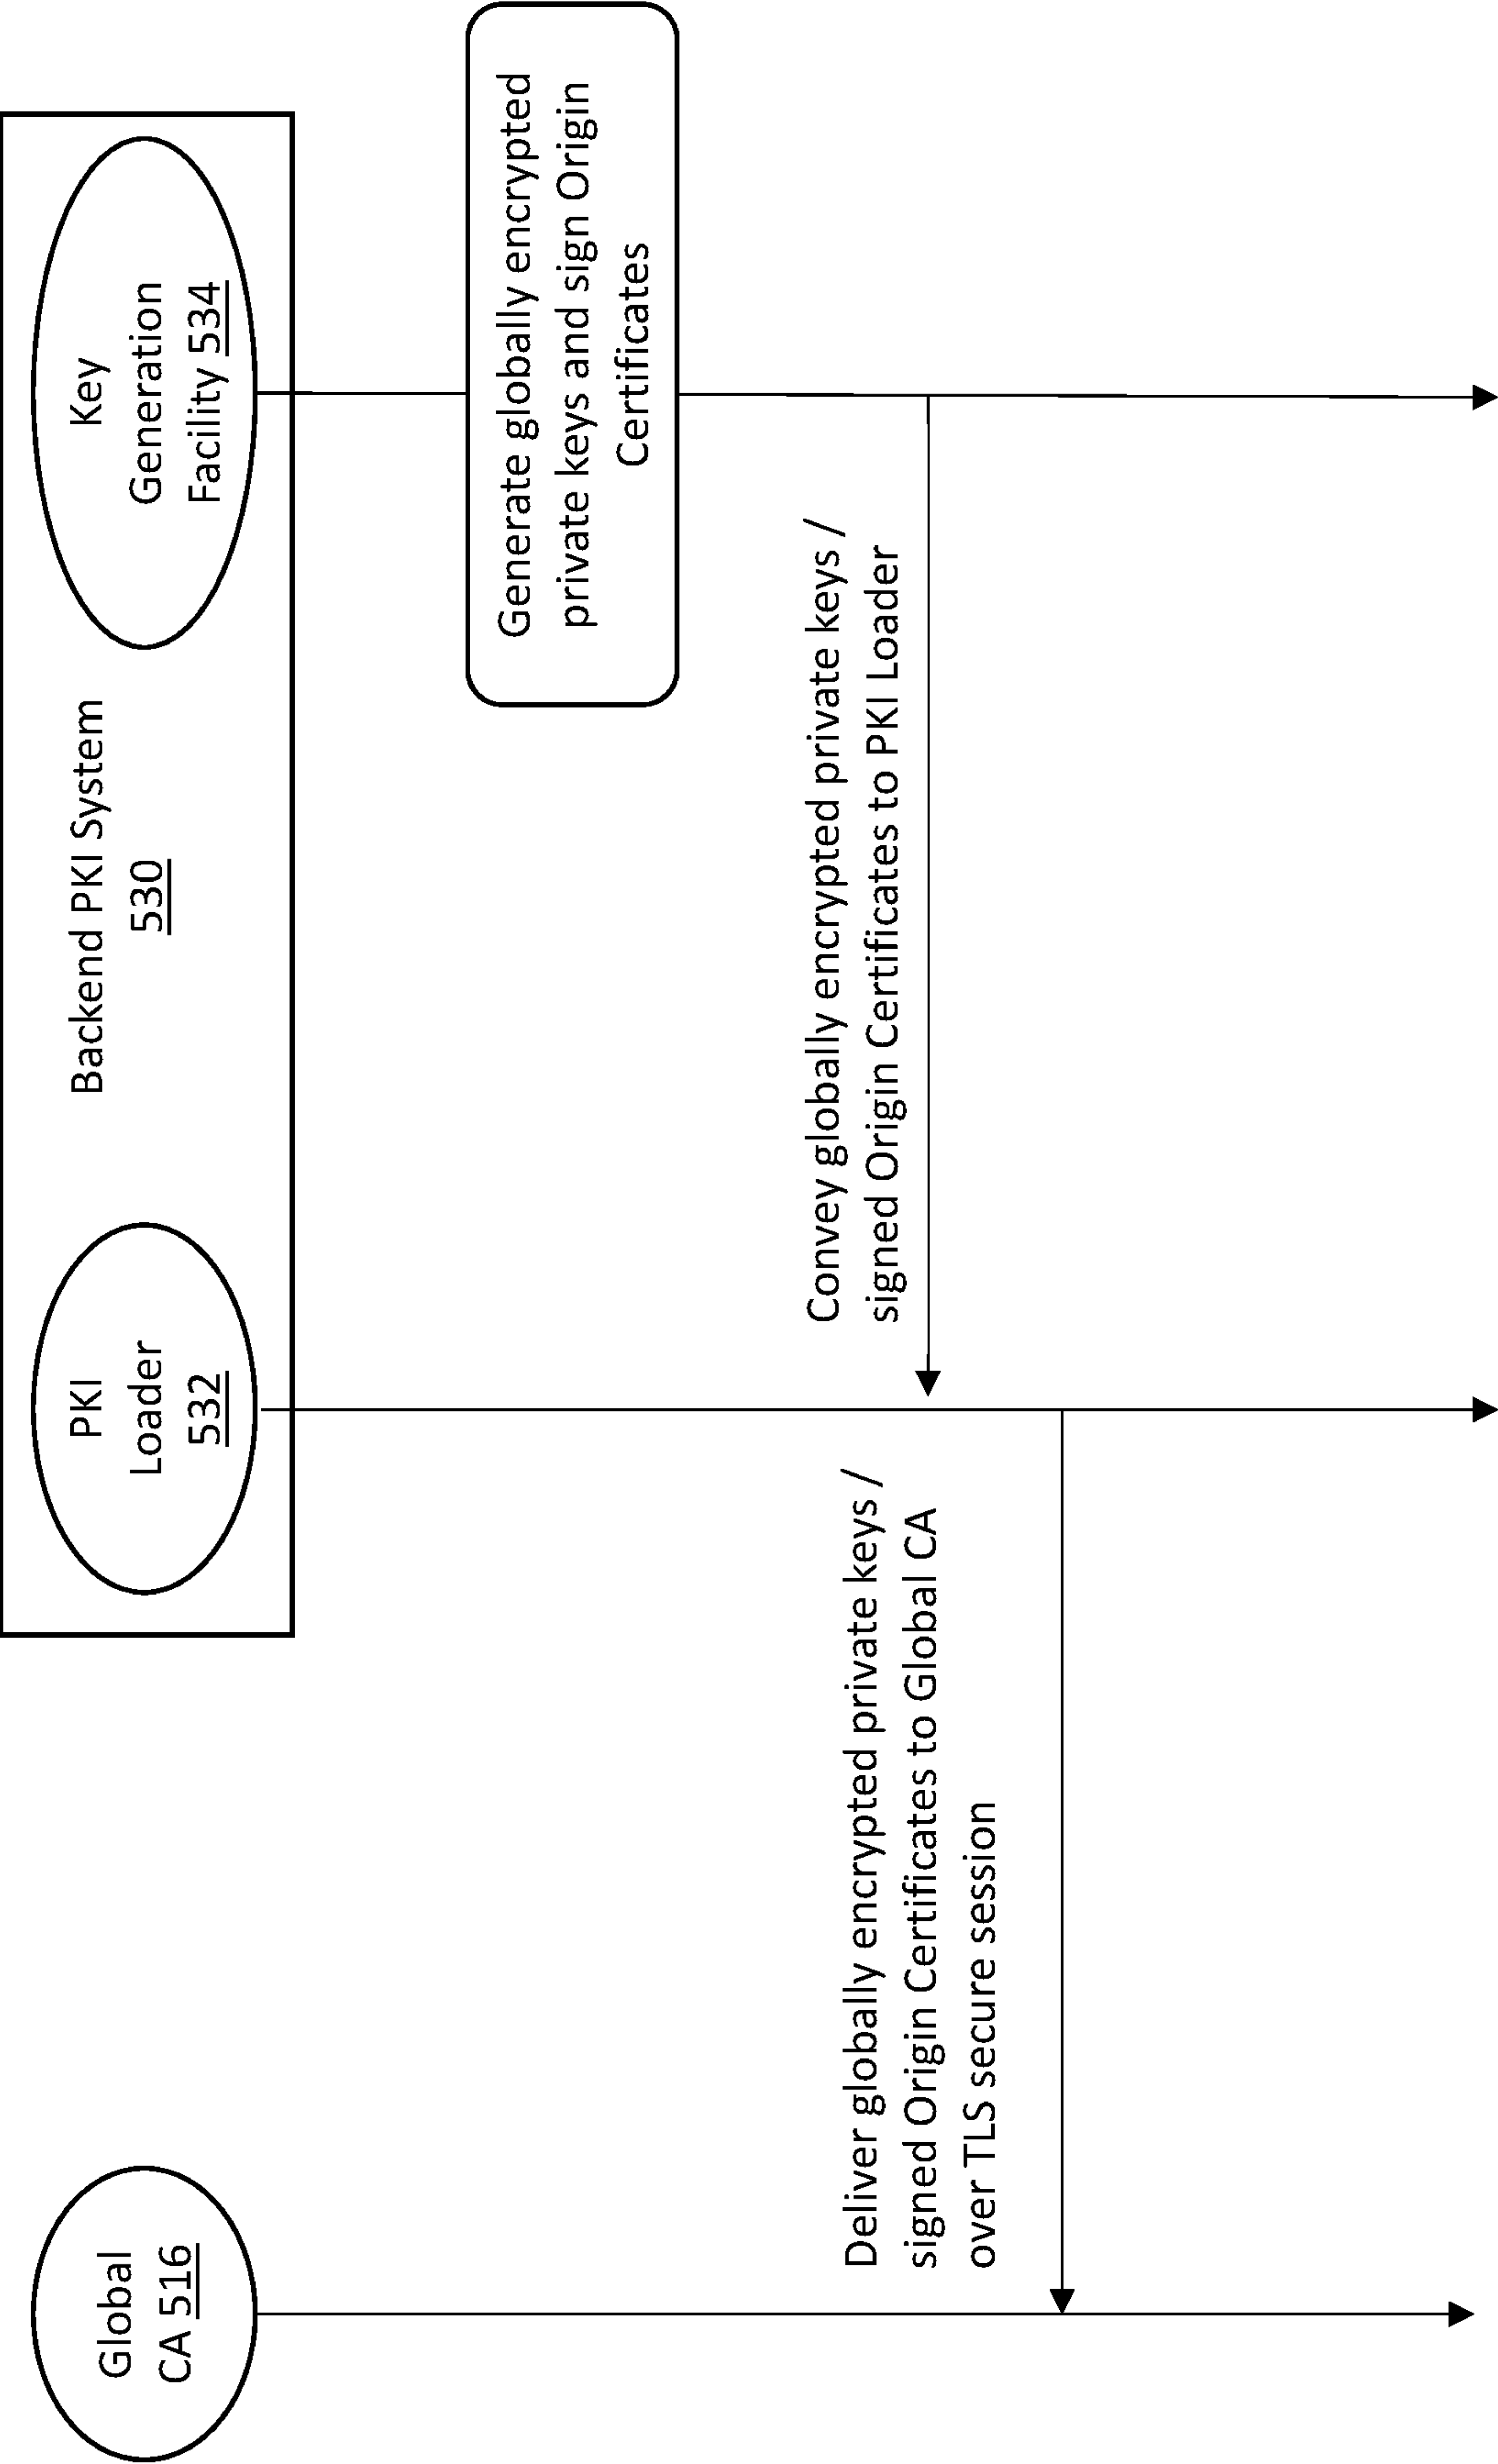 Global
CA 516
PKI
Loader
532
Backend PKI System
530
Key
Generation
Facility 534
Generate globally encrypted
private keys and sign Origin
Certificates
Convey globally encrypted private keys /
signed Origin Certificates to PKI Loader
Deliver globally encrypted private keys /
signed Origin Certificates to Global CA
over TLS secure session